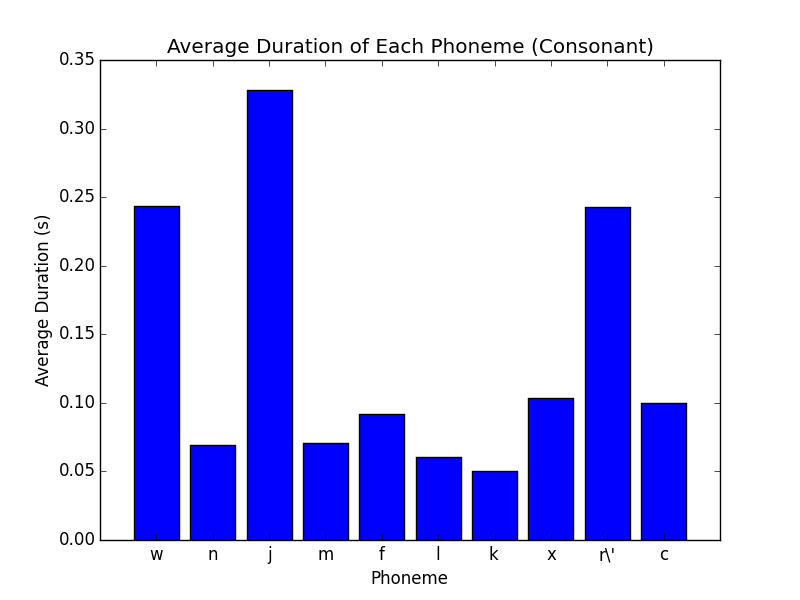 Average Duration of Each Phoneme (Consonant)
0.35
0.30
0.25
0.20
0.15
0.10
0.05
0.00
Average Duration (s)
w n j m f l k x r\' c
Phoneme